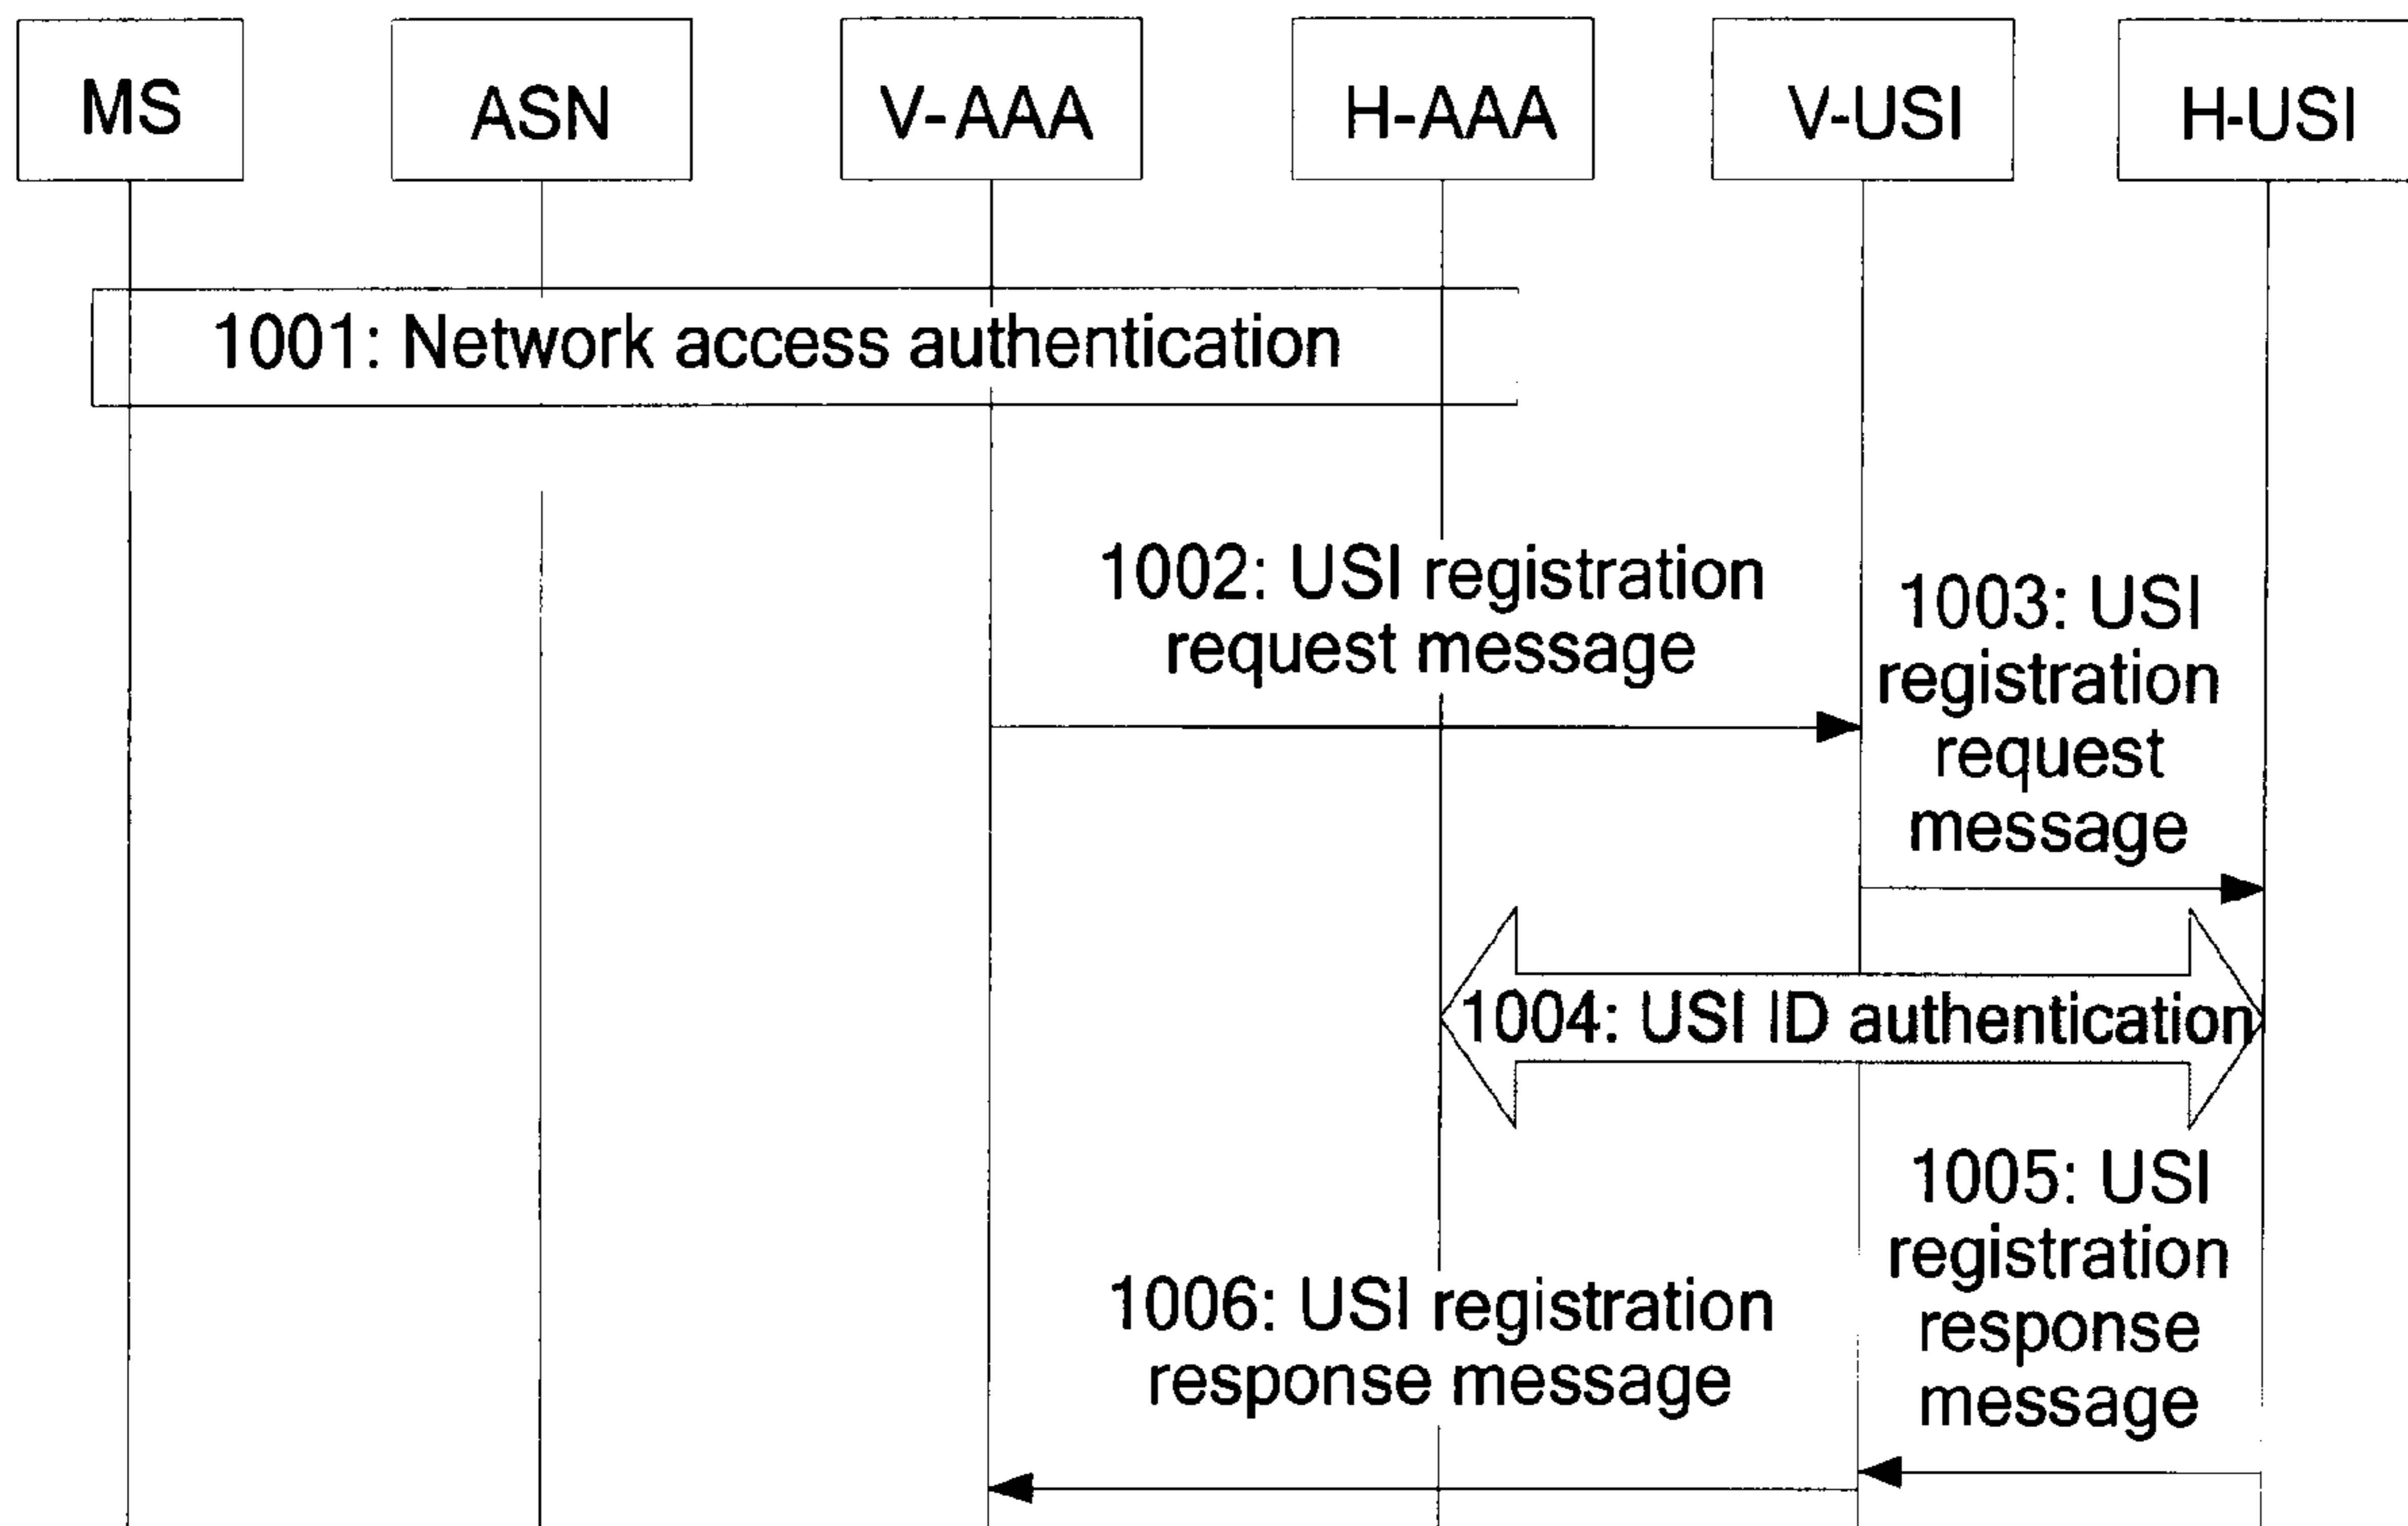 MS
ASN
V-AAA
H-AAA
V-USI
H-USI
1001: Network access authentication
1002: USI registration
request message
1003: USI
registration
request
message
1004: USI ID authentication
1005: USI
registration
response
message
1006: USI registration
response message